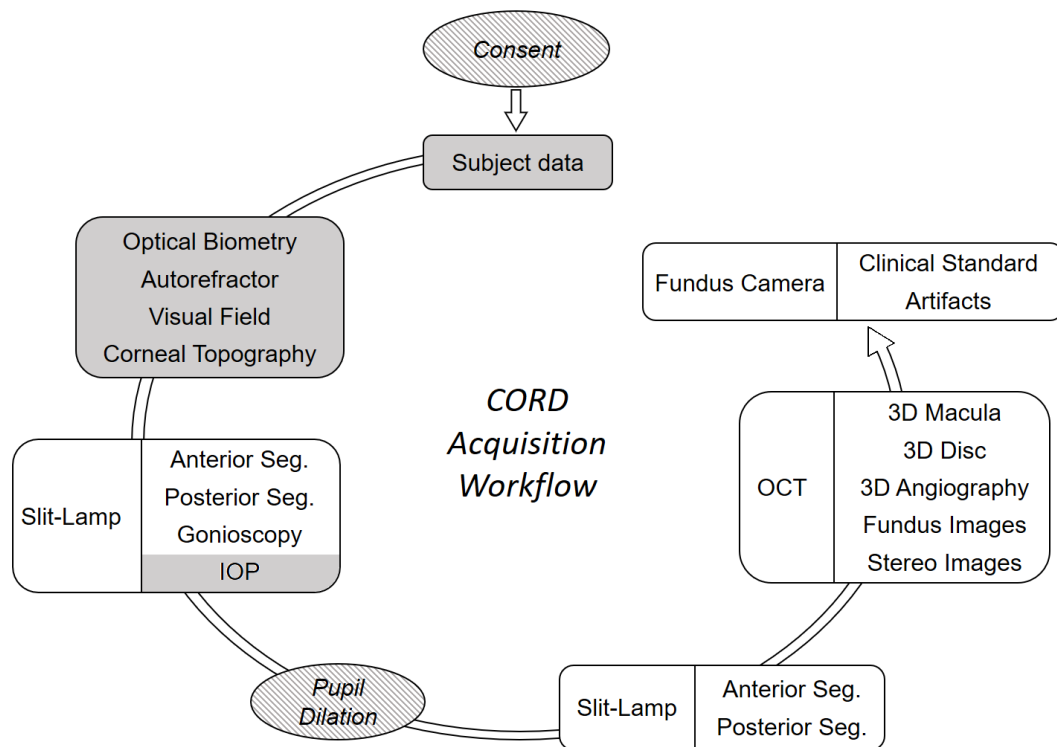 Consent
Subject data
Optical Biometry
Autorefractor
Visual Field
Corneal Topography
Slit-Lamp
Anterior Seg.
Posterior Seg.
Gonioscopy
IOP
Pupil
Dilation
Slit-Lamp
Anterior Seg.
Posterior Seg.
OCT
3D Macula
3D Disc
3D Angiography
Fundus Images
Stereo Images
Fundus Camera
Clinical Standard
Artifacts
CORD
Acquisition
Workflow